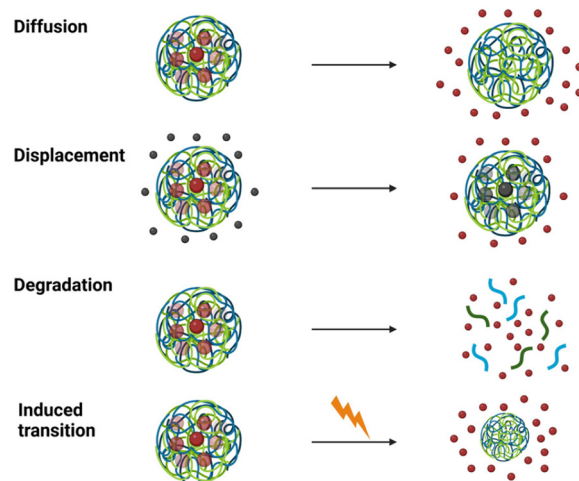 Diffusion
Displacement
Degradation
Induced
transition